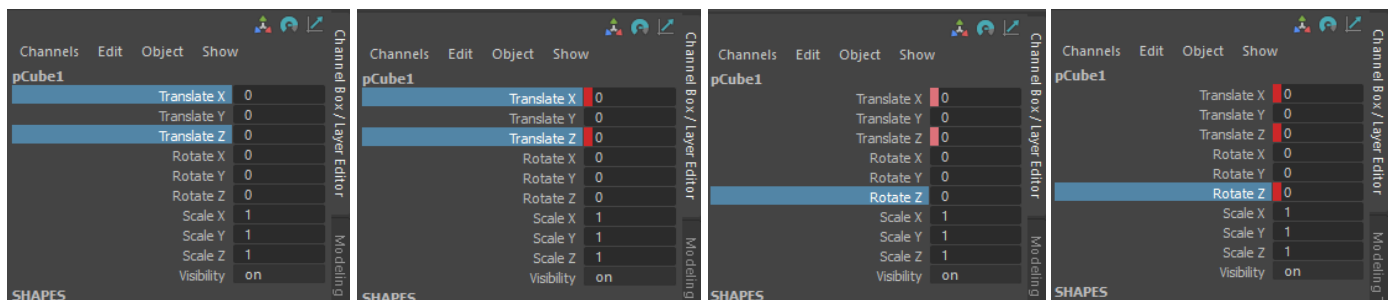 Channels Edit Object Show
pCube1
Translate X 0
Translate Y 0
Translate Z 0
Rotate X 0
Rotate Y 0
Rotate Z 0
Scale X 1
Scale Y 1
Scale Z 1
Visibility on
SHAPES
Channel Box / Layer Editor
Modeling
Channels Edit Object Show
pCube1
Translate X 0
Translate Y 0
Translate Z 0
Rotate X 0
Rotate Y 0
Rotate Z 0
Scale X 1
Scale Y 1
Scale Z 1
Visibility on
SHAPES
Channel Box / Layer Editor
Modeling
Channels Edit Object Show
pCube1
Translate X 0
Translate Y 0
Translate Z 0
Rotate X 0
Rotate Y 0
Rotate Z 0
Scale X 1
Scale Y 1
Scale Z 1
Visibility on
SHAPES
Channel Box / Layer Editor
Modeling
Channels Edit Object Show
pCube1
Translate X 0
Translate Y 0
Translate Z 0
Rotate X 0
Rotate Y 0
Rotate Z 0
Scale X 1
Scale Y 1
Scale Z 1
Visibility on
SHAPES
Channel Box / Layer Editor
Modeling